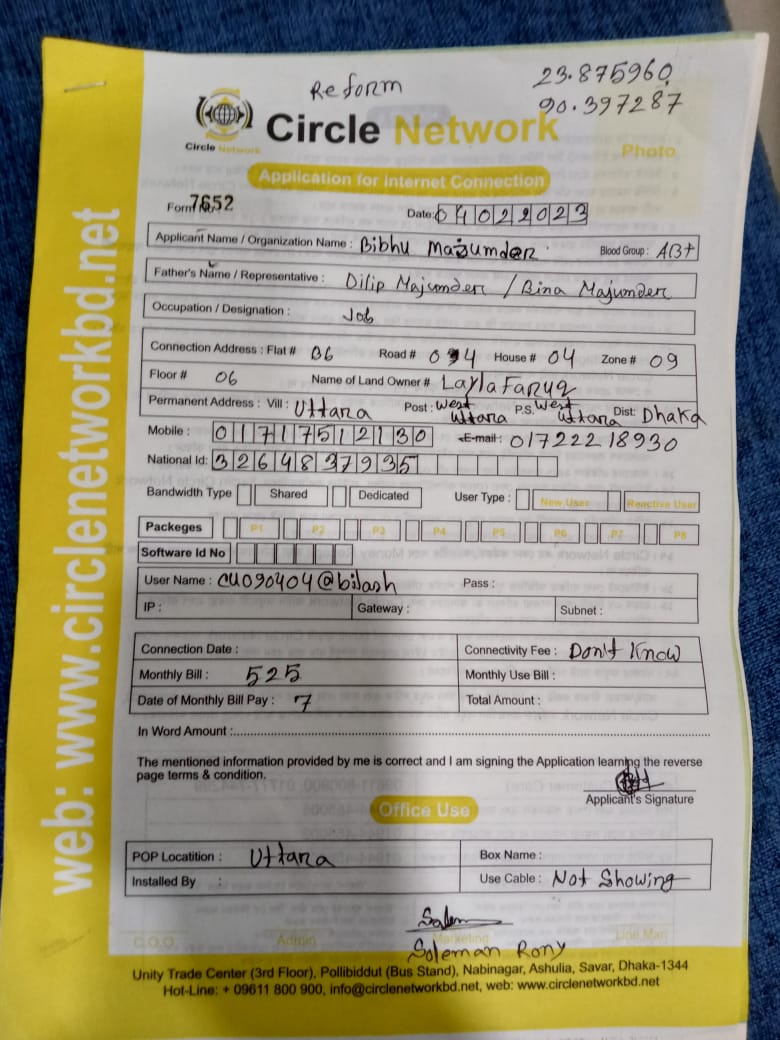 Reform
23.875960,
90.397287
Circle Network
Circle Network
Photo
Application for internet Connection
Form No 7652 Date: 04022023
Applicant Name / Organization Name : Bibhu Majumder Blood Group : AB+
Father's Name / Representative : Dilip Majumder / Bina Majumder
Occupation / Designation : Job
Connection Address : Flat # B6 Road # 04 House # 04 Zone # 09
Floor # 06 Name of Land Owner # Layla Faruq
Permanent Address : Vill : Uttara Post : West Uttara P.S. West Uttara Dist: Dhaka
Mobile : 01717512130 E-mail : 01722218930
National Id: 3264837935
Bandwidth Type Shared Dedicated User Type : New User Reactive User
Packeges P1 P2 P3 P4 P5 P6 P7 P8
Software Id No
User Name : cu090404@bilash Pass :
IP : Gateway : Subnet :
Connection Date : Connectivity Fee : Don't Know
Monthly Bill : 525 Monthly Use Bill :
Date of Monthly Bill Pay : 7 Total Amount :
In Word Amount :
The mentioned information provided by me is correct and I am signing the Application learning the reverse
page terms & condition.
Applicant's Signature
Office Use
POP Locatition : Uttara Box Name :
Installed By : Use Cable : Not Showing
Salem
C.O.O. Admin Marketing Line Man
Soleman Rony
Unity Trade Center (3rd Floor), Pollibiddut (Bus Stand), Nabinagar, Ashulia, Savar, Dhaka-1344
Hot-Line: + 09611 800 900, info@circlenetworkbd.net, web: www.circlenetworkbd.net
web: www.circlenetworkbd.net